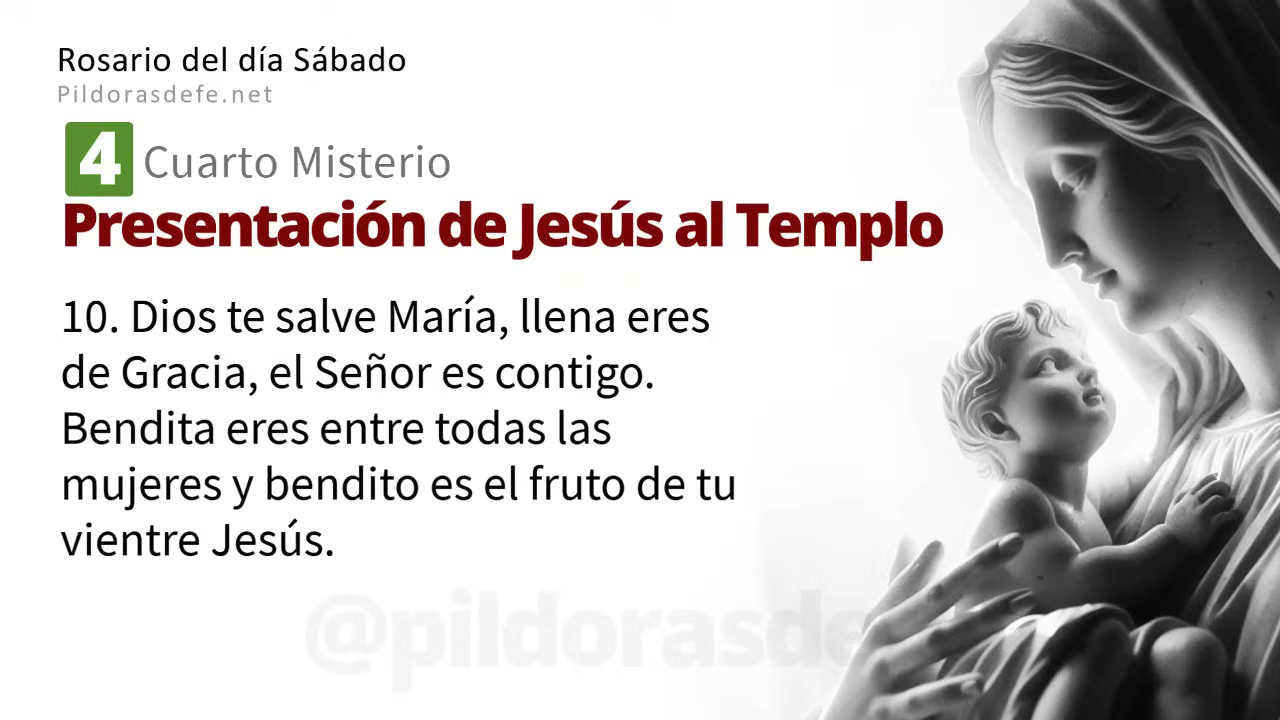 Rosario del día Sábado
Pildorasdefe.net
4 Cuarto Misterio
Presentación de Jesús al Templo
10. Dios te salve María, llena eres
de Gracia, el Señor es contigo.
Bendita eres entre todas las
mujeres y bendito es el fruto de tu
vientre Jesús.
@pildorasde